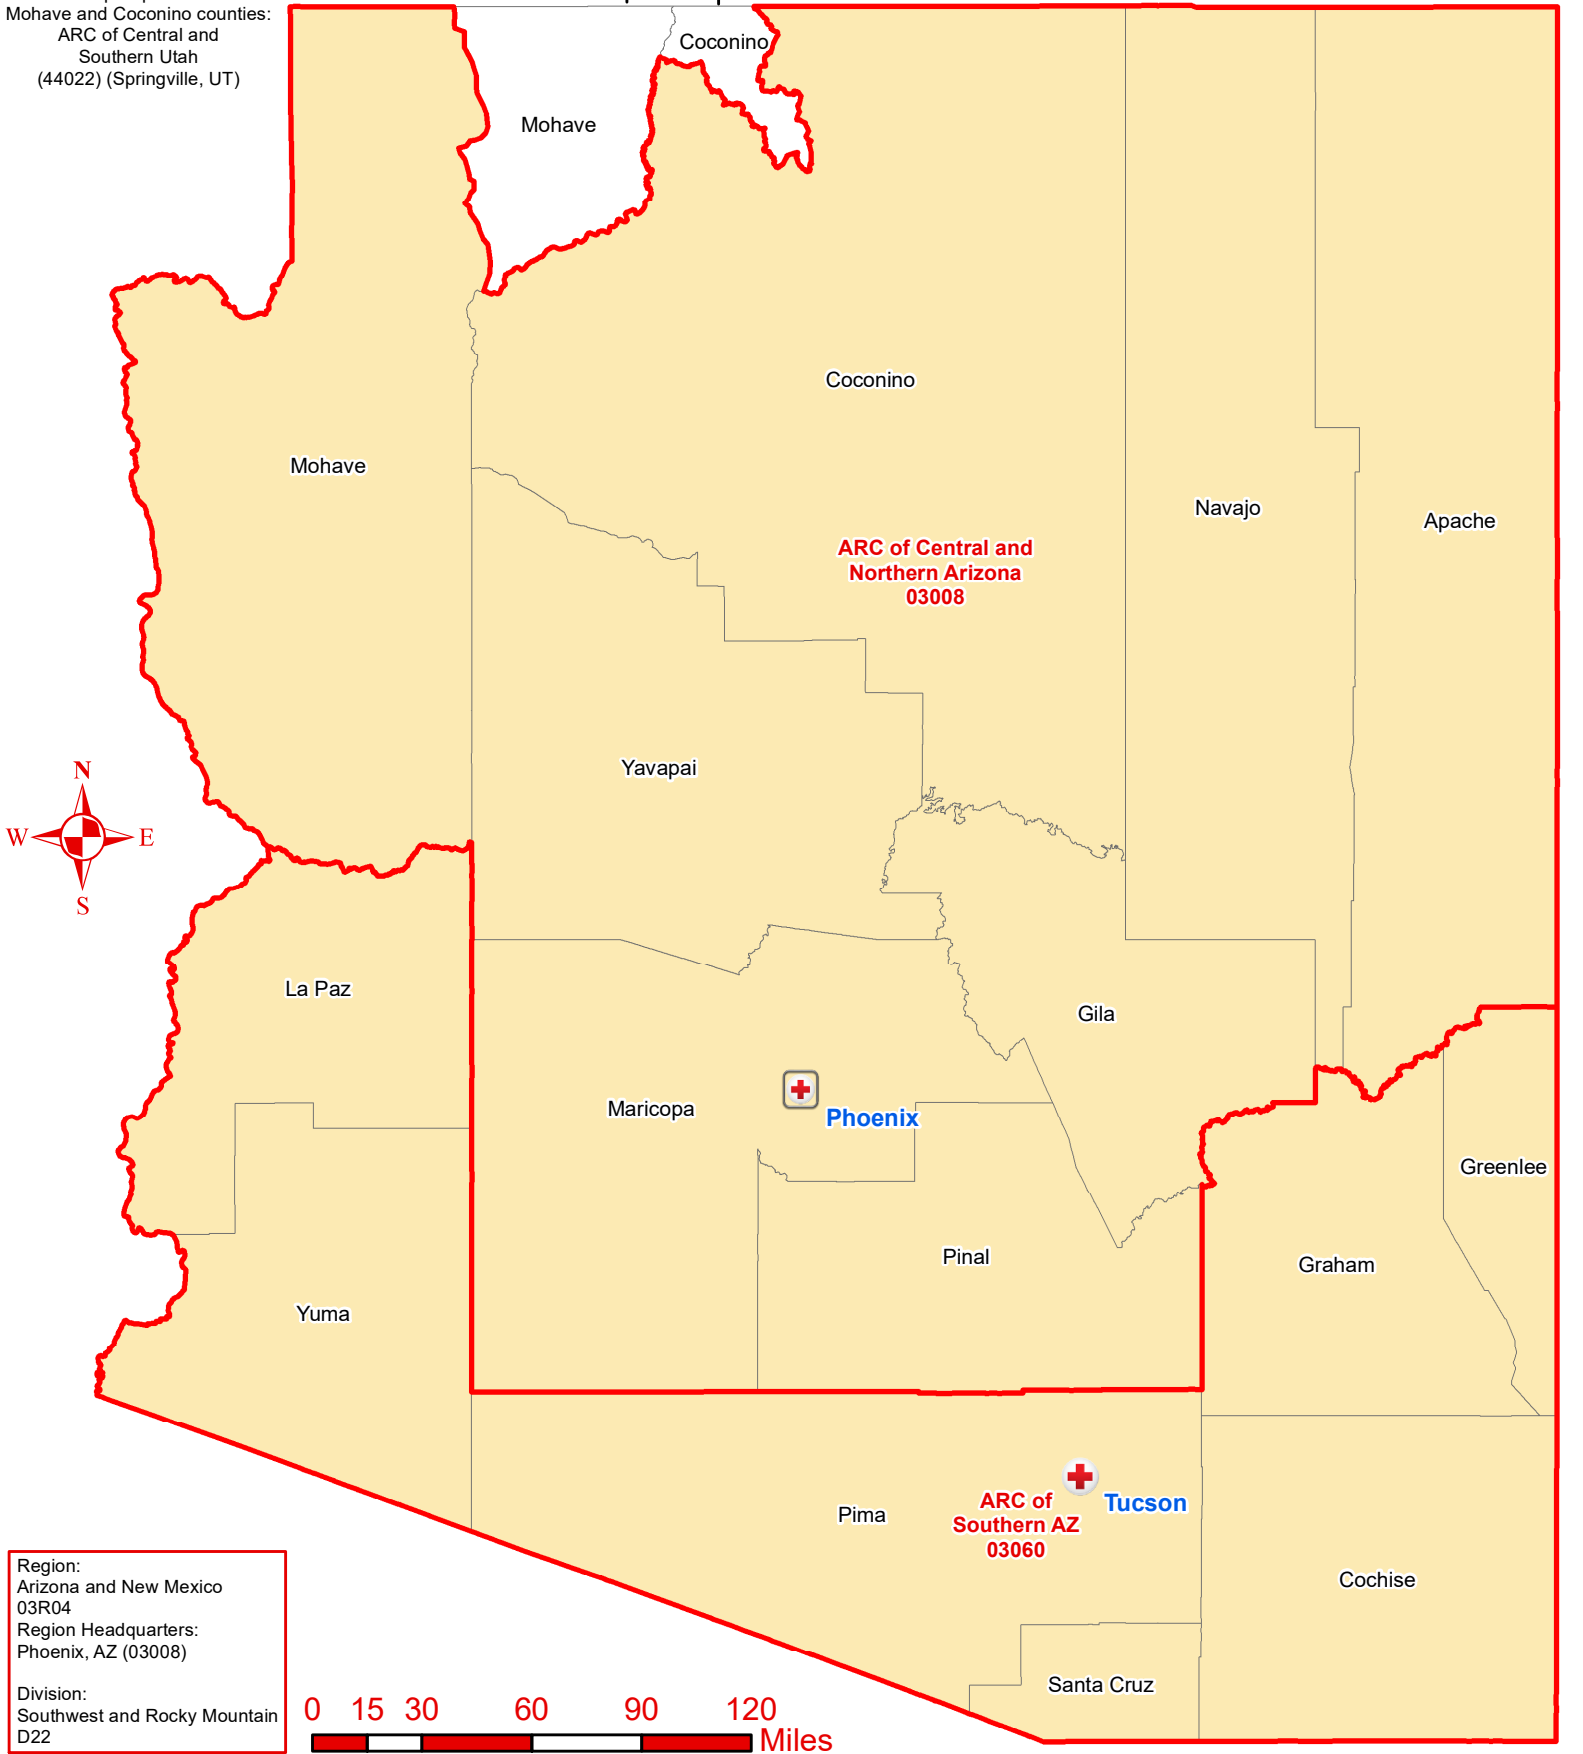 Mohave and Coconino counties:
ARC of Central and
Southern Utah
(44022) (Springville, UT)
Coconino
Mohave
Coconino
Mohave
Navajo
Apache
ARC of Central and
Northern Arizona
03008
Yavapai
N
W
E
S
La Paz
Gila
Maricopa
Phoenix
Greenlee
Pinal
Graham
Yuma
Pima
ARC of
Southern AZ
03060
Tucson
Cochise
Santa Cruz
Region:
Arizona and New Mexico
03R04
Region Headquarters:
Phoenix, AZ (03008)
Division:
Southwest and Rocky Mountain
D22
0 15 30 60 90 120
Miles